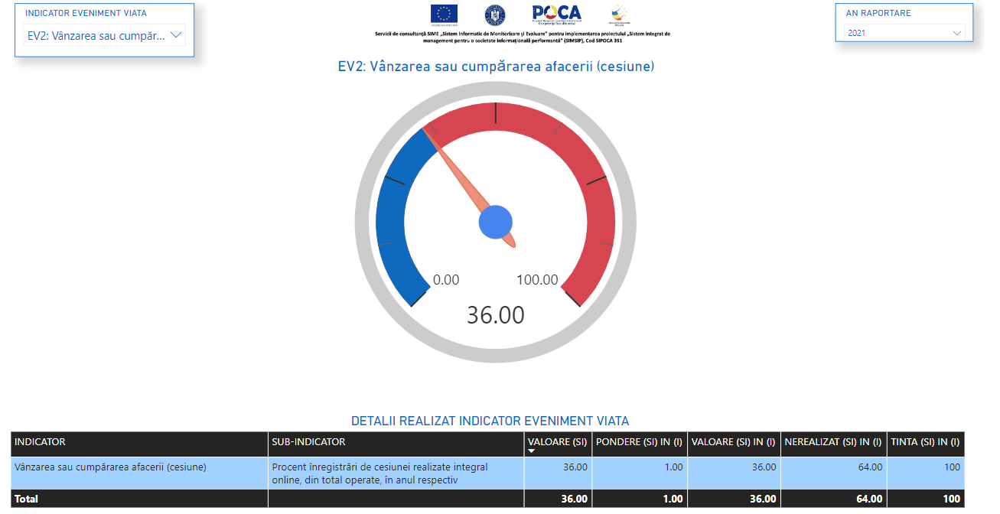 INDICATOR EVENIMENT VIATA
EV2: Vânzarea sau cumpăr...
POCA
Servicii de consultanță SIME „Sistem Informatic de Monitorizare și Evaluare” pentru implementarea proiectului „Sistem integrat de
management pentru o societate informațională performantă” (SIMSIP), Cod SIPOCA 391
AN RAPORTARE
2021
EV2: Vânzarea sau cumpărarea afacerii (cesiune)
0.00
100.00
36.00
DETALII REALIZAT INDICATOR EVENIMENT VIATA
INDICATOR SUB-INDICATOR VALOARE (SI) PONDERE (SI) IN (I) VALOARE (SI) IN (I) NEREALIZAT (SI) IN (I) TINTA (SI) IN (I)
Vânzarea sau cumpărarea afacerii (cesiune) Procent înregistrări de cesiunei realizate integral 36.00 1.00 36.00 64.00 100
online, din total operate, în anul respectiv
Total 36.00 1.00 36.00 64.00 100